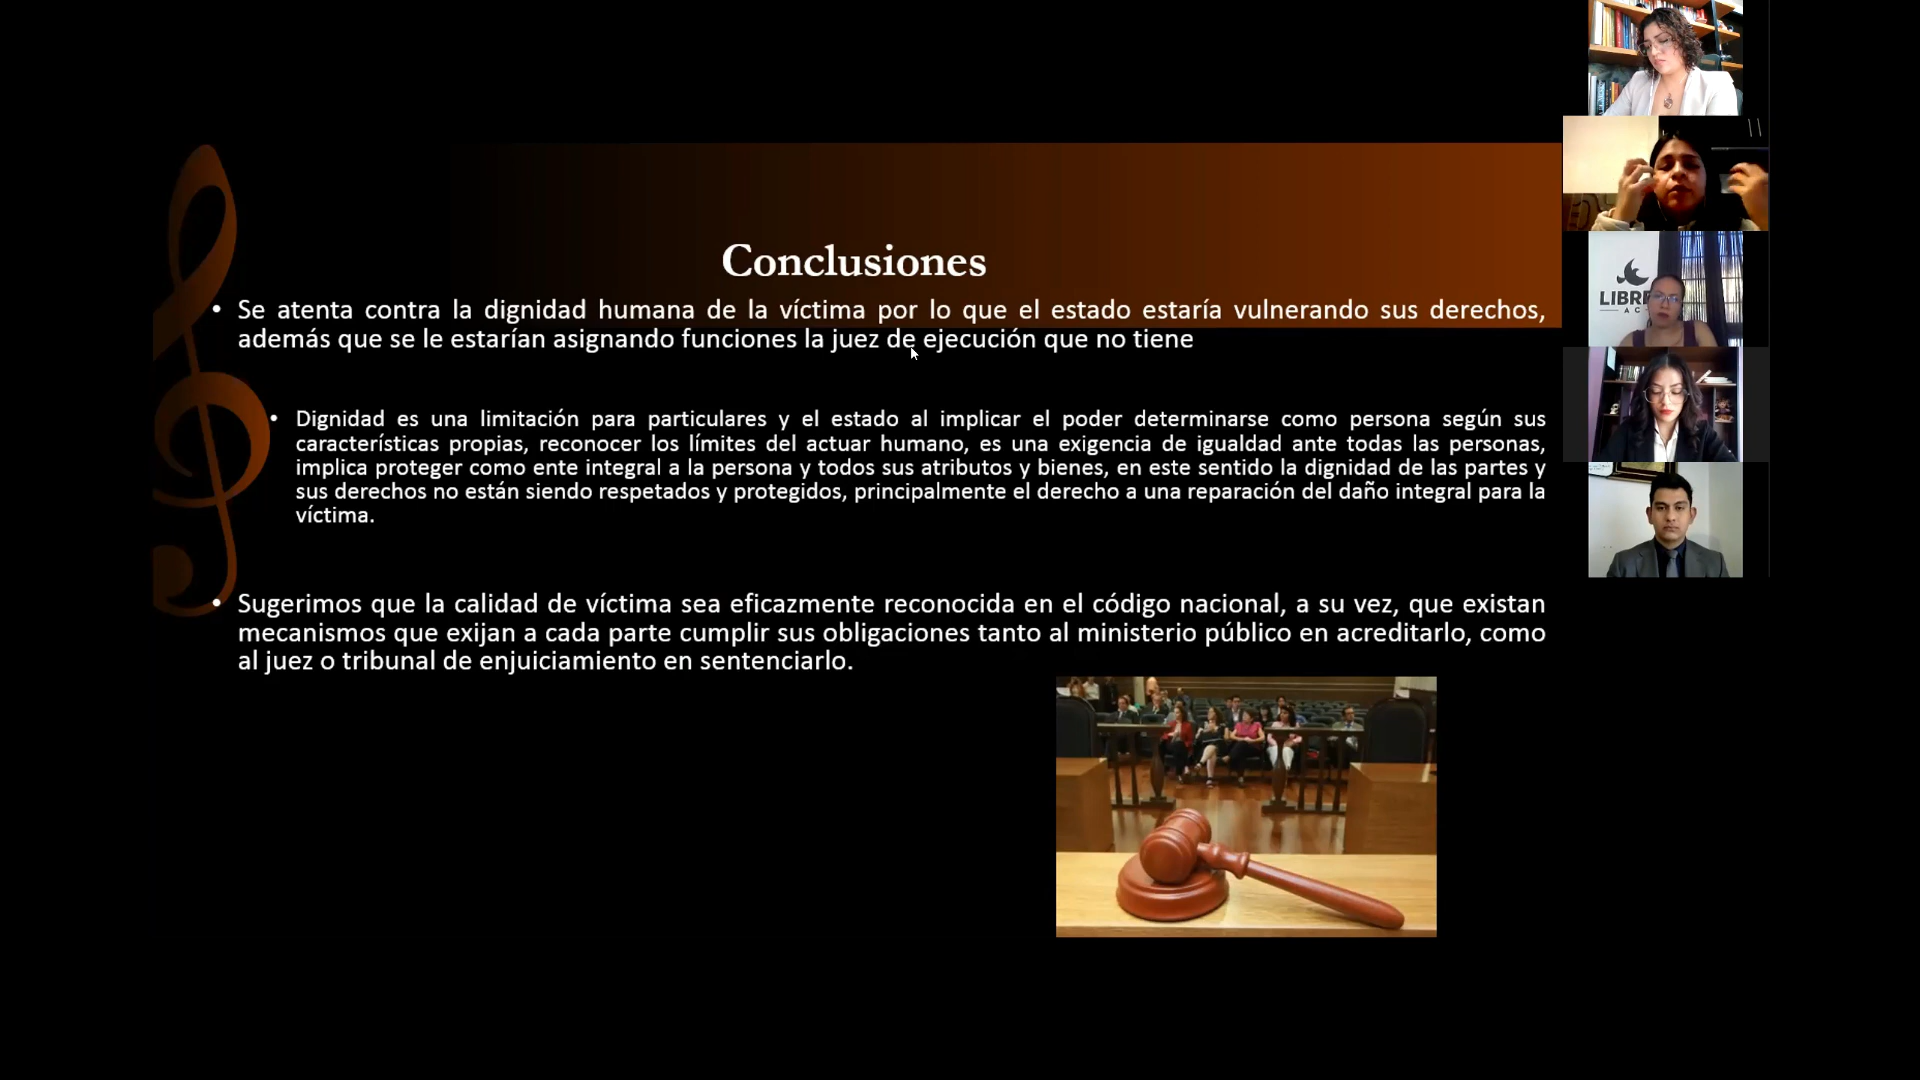 Conclusiones
• Se atenta contra la dignidad humana de la víctima por lo que el estado estaría vulnerando sus derechos,
además que se le estarían asignando funciones la juez de ejecución que no tiene
• Dignidad es una limitación para particulares y el estado al implicar el poder determinarse como persona según sus
características propias, reconocer los límites del actuar humano, es una exigencia de igualdad ante todas las personas,
implica proteger como ente integral a la persona y todos sus atributos y bienes, en este sentido la dignidad de las partes y
sus derechos no están siendo respetados y protegidos, principalmente el derecho a una reparación del daño integral para la
víctima.
• Sugerimos que la calidad de víctima sea eficazmente reconocida en el código nacional, a su vez, que existan
mecanismos que exijan a cada parte cumplir sus obligaciones tanto al ministerio público en acreditarlo, como
al juez o tribunal de enjuiciamiento en sentenciarlo.